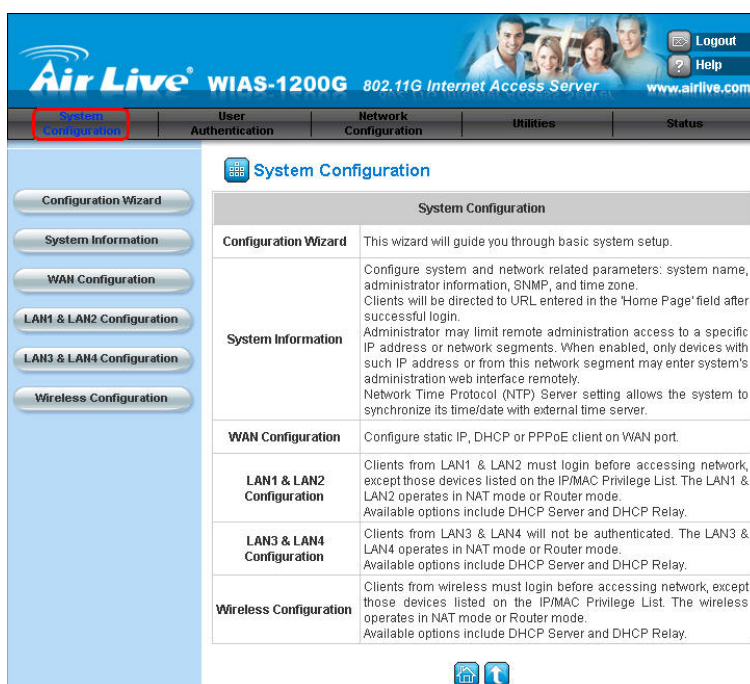 Air Live® WIAS-1200G 802.11G Internet Access Server
Logout
Help
www.airlive.com
System Configuration
User Authentication
Network Configuration
Utilities
Status
Configuration Wizard
System Information
WAN Configuration
LAN1 & LAN2 Configuration
LAN3 & LAN4 Configuration
Wireless Configuration
System Configuration
System Configuration
Configuration Wizard
This wizard will guide you through basic system setup.
System Information
Configure system and network related parameters: system name,
administrator information, SNMP, and time zone.
Clients will be directed to URL entered in the 'Home Page' field after
successful login.
Administrator may limit remote administration access to a specific
IP address or network segments. When enabled, only devices with
such IP address or from this network segment may enter system's
administration web interface remotely.
Network Time Protocol (NTP) Server setting allows the system to
synchronize its time/date with external time server.
WAN Configuration
Configure static IP, DHCP or PPPoE client on WAN port.
LAN1 & LAN2
Configuration
Clients from LAN1 & LAN2 must login before accessing network,
except those devices listed on the IP/MAC Privilege List. The LAN1 &
LAN2 operates in NAT mode or Router mode.
Available options include DHCP Server and DHCP Relay.
LAN3 & LAN4
Configuration
Clients from LAN3 & LAN4 will not be authenticated. The LAN3 &
LAN4 operates in NAT mode or Router mode.
Available options include DHCP Server and DHCP Relay.
Wireless Configuration
Clients from wireless must login before accessing network, except
those devices listed on the IP/MAC Privilege List. The wireless
operates in NAT mode or Router mode.
Available options include DHCP Server and DHCP Relay.